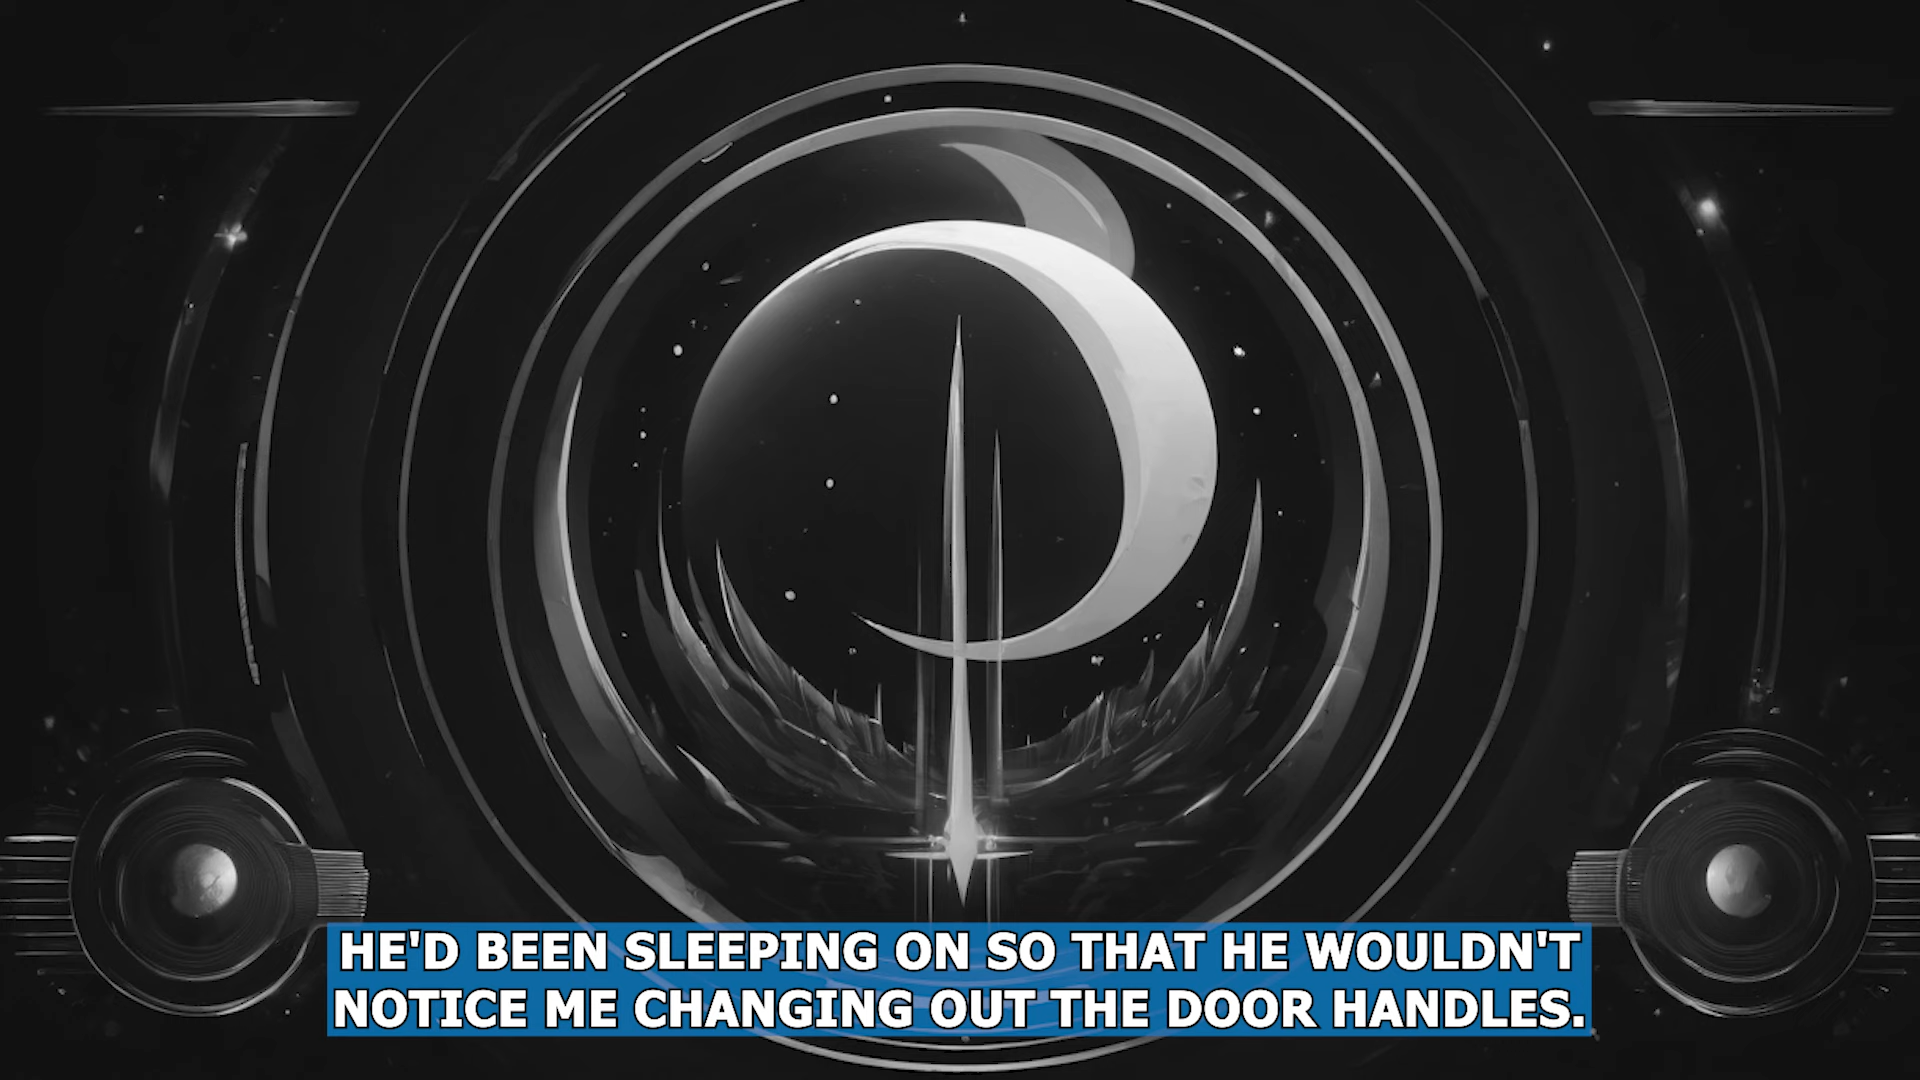 HE'D BEEN SLEEPING ON SO THAT HE WOULDN'T
NOTICE ME CHANGING OUT THE DOOR HANDLES.